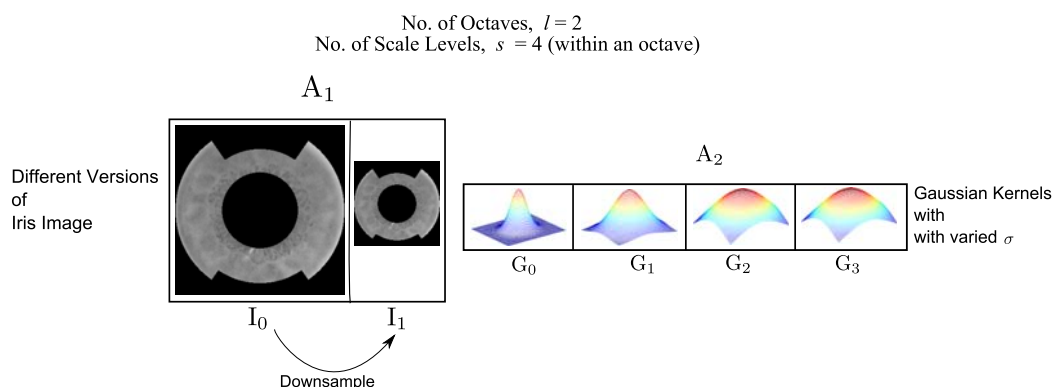 No. of Octaves, l = 2
No. of Scale Levels, s = 4 (within an octave)
A1
Different Versions
of
Iris Image
I0
I1
Downsample
A2
Gaussian Kernels
with
with varied σ
G0
G1
G2
G3